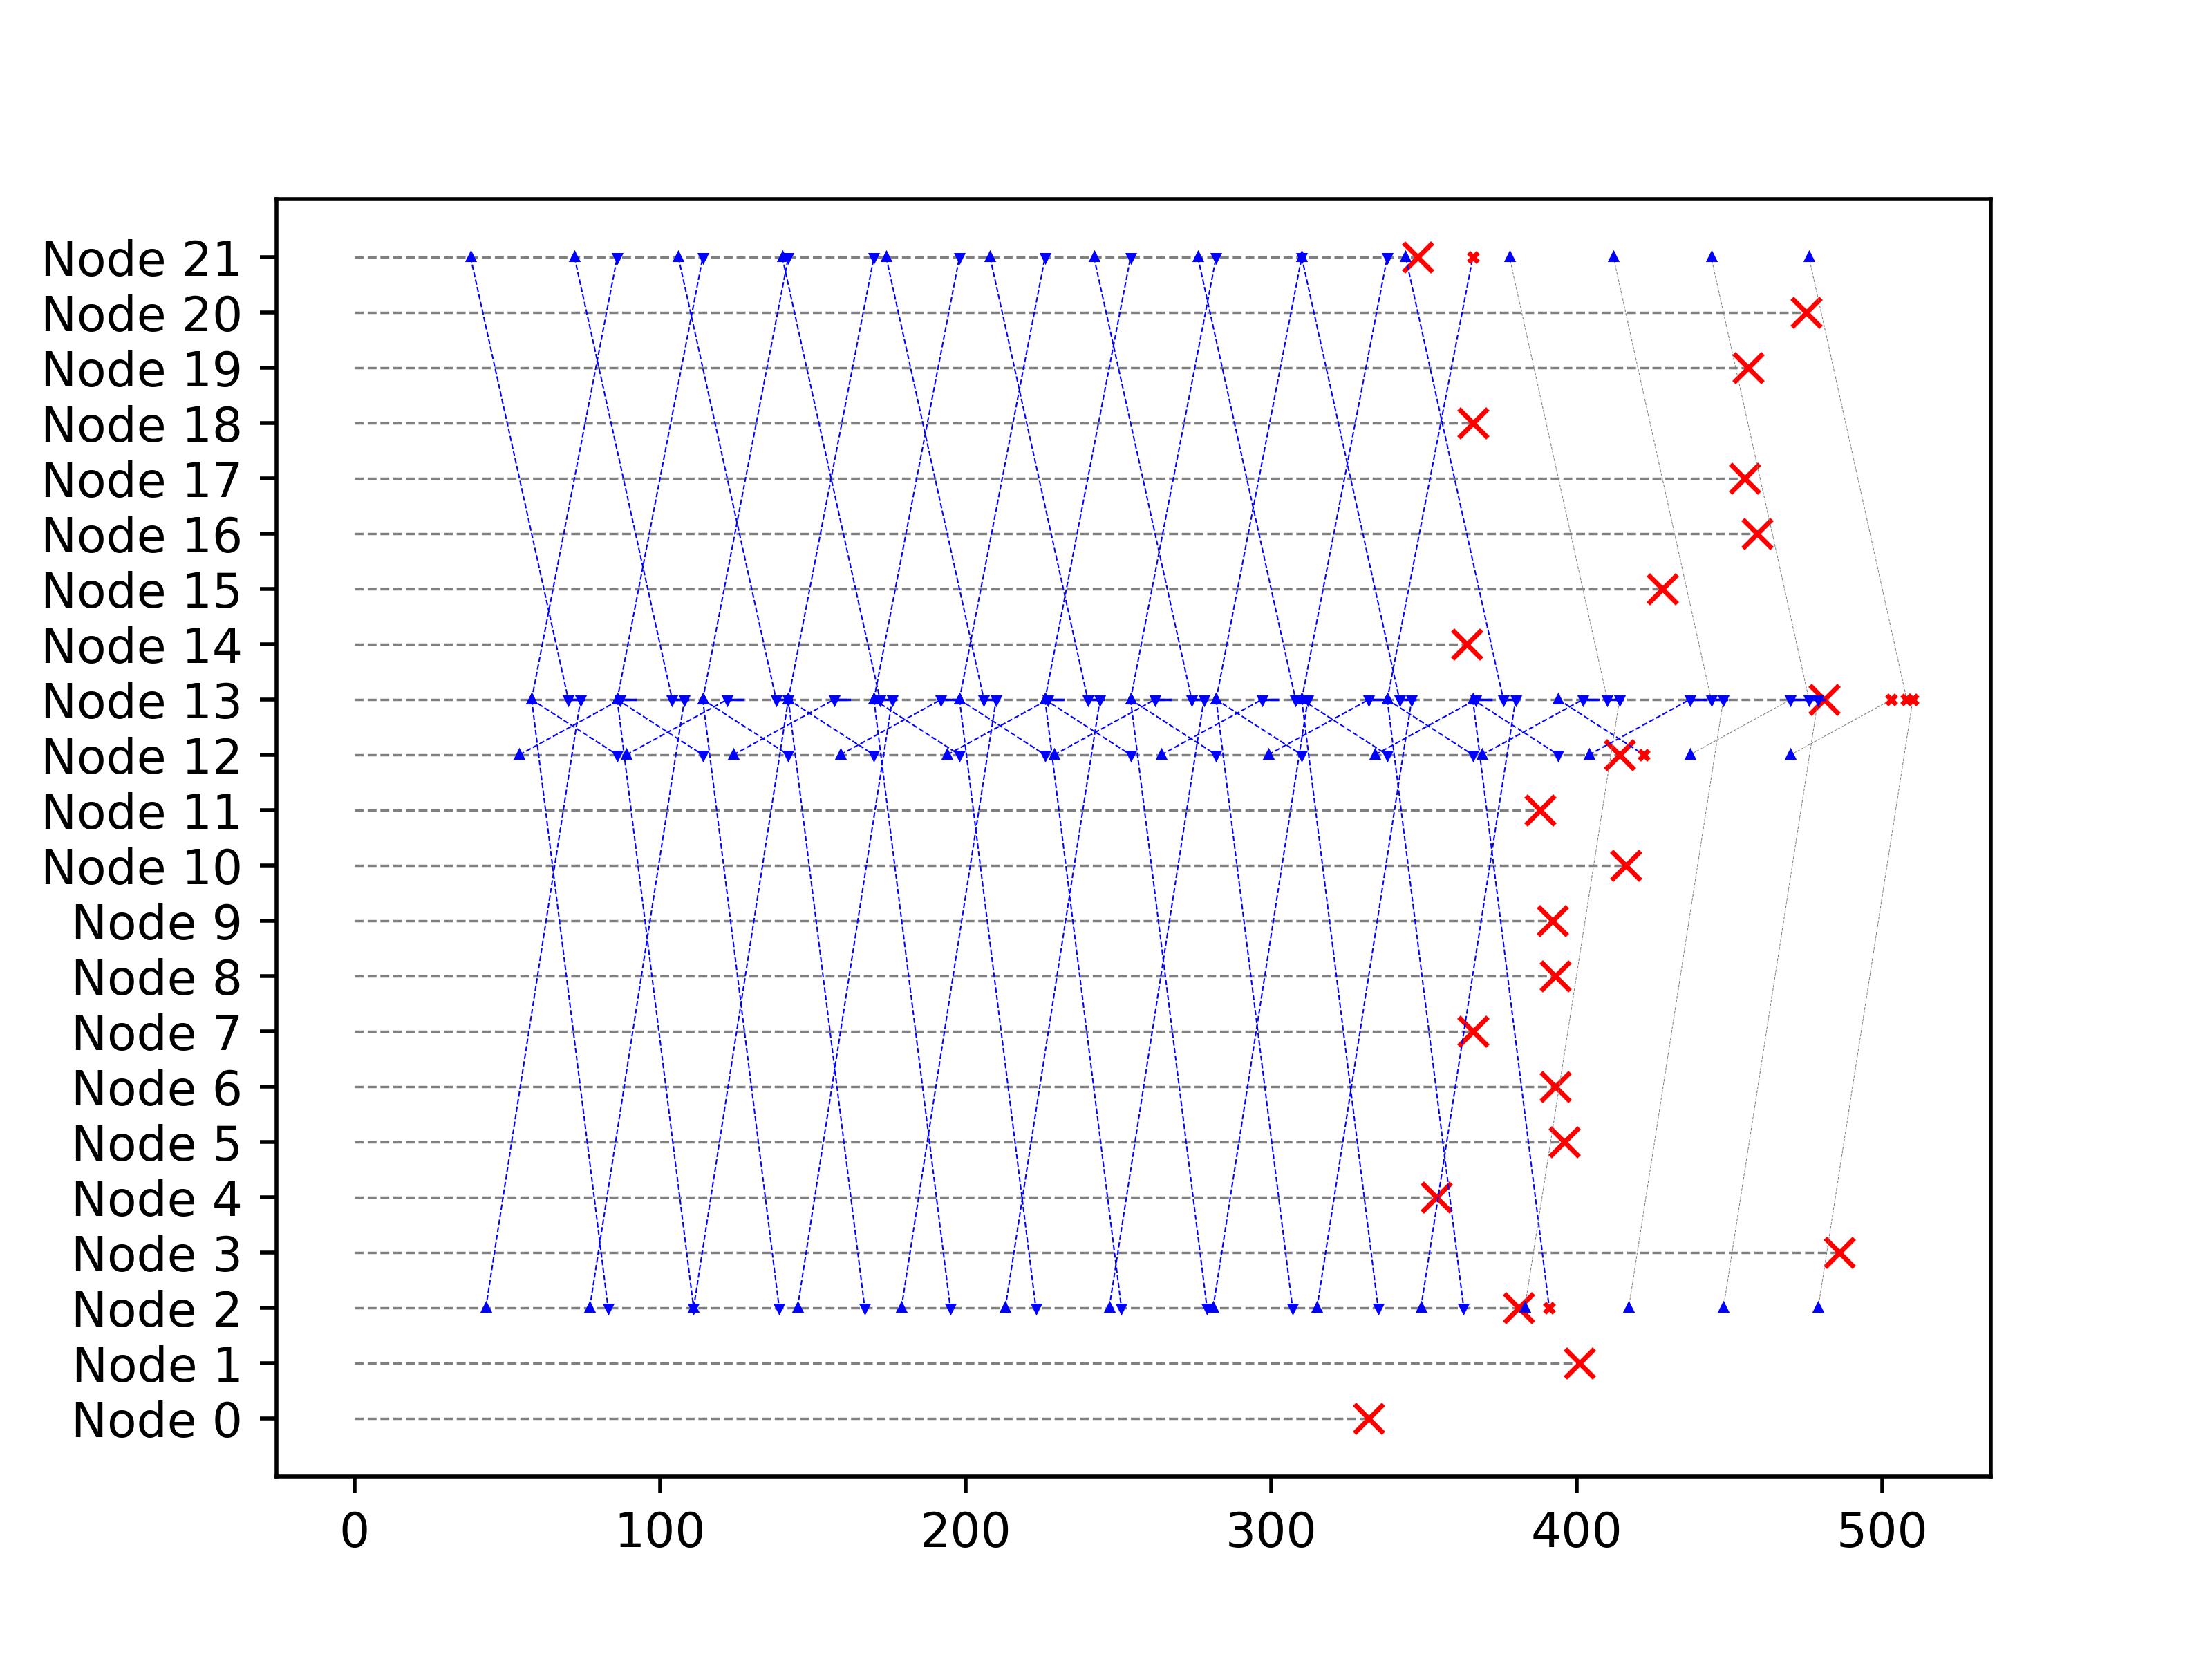 Node 21
Node 20
Node 19
Node 18
Node 17
Node 16
Node 15
Node 14
Node 13
Node 12
Node 11
Node 10
Node 9
Node 8
Node 7
Node 6
Node 5
Node 4
Node 3
Node 2
Node 1
Node 0
0 100 200 300 400 500